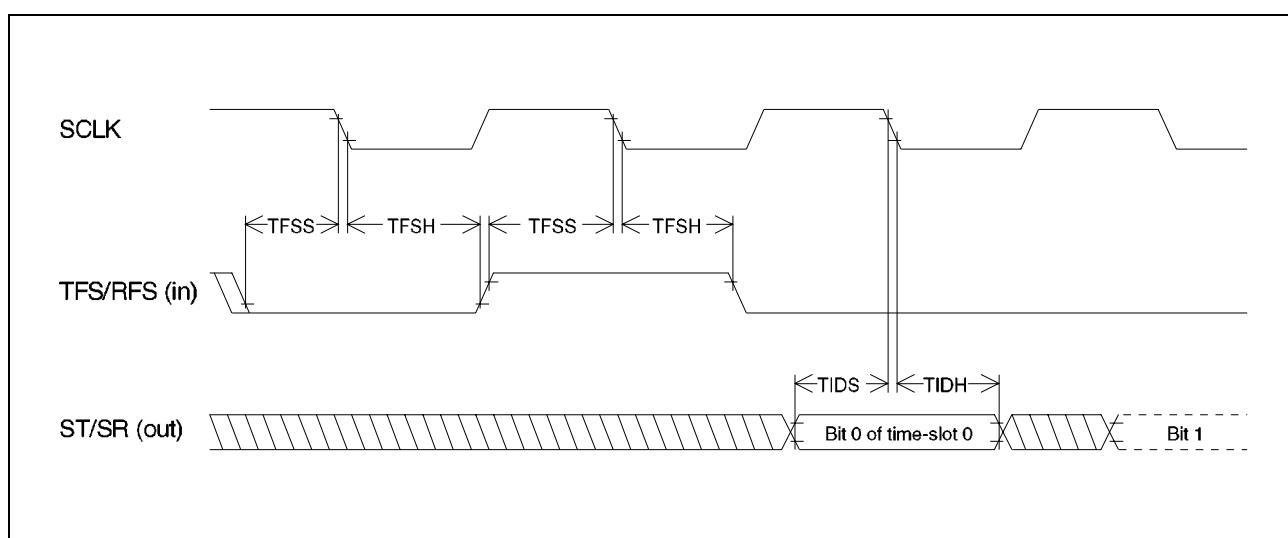 SCLK
TFSS TFSH TFSS TFSH
TFS/RFS (in)
TIDS TIDH
ST/SR (out) Bit 0 of time-slot 0 Bit 1